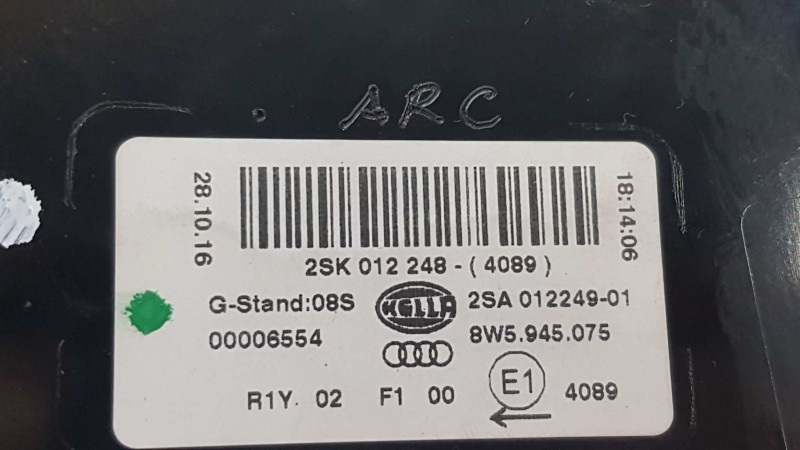 ARC
28.10.16
18:14:06
2SK 012 248 - ( 4089 )
G-Stand:08S HELLA 2SA 012249-01
00006554 8W5.945.075
R1Y. 02 F1 00 E1 4089